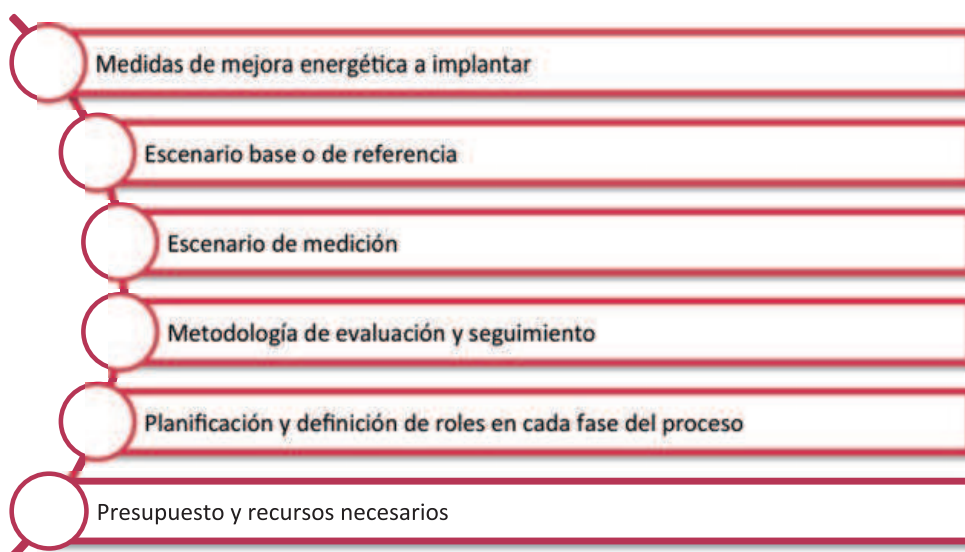 Medidas de mejora energética a implantar
Escenario base o de referencia
Escenario de medición
Metodología de evaluación y seguimiento
Planificación y definición de roles en cada fase del proceso
Presupuesto y recursos necesarios